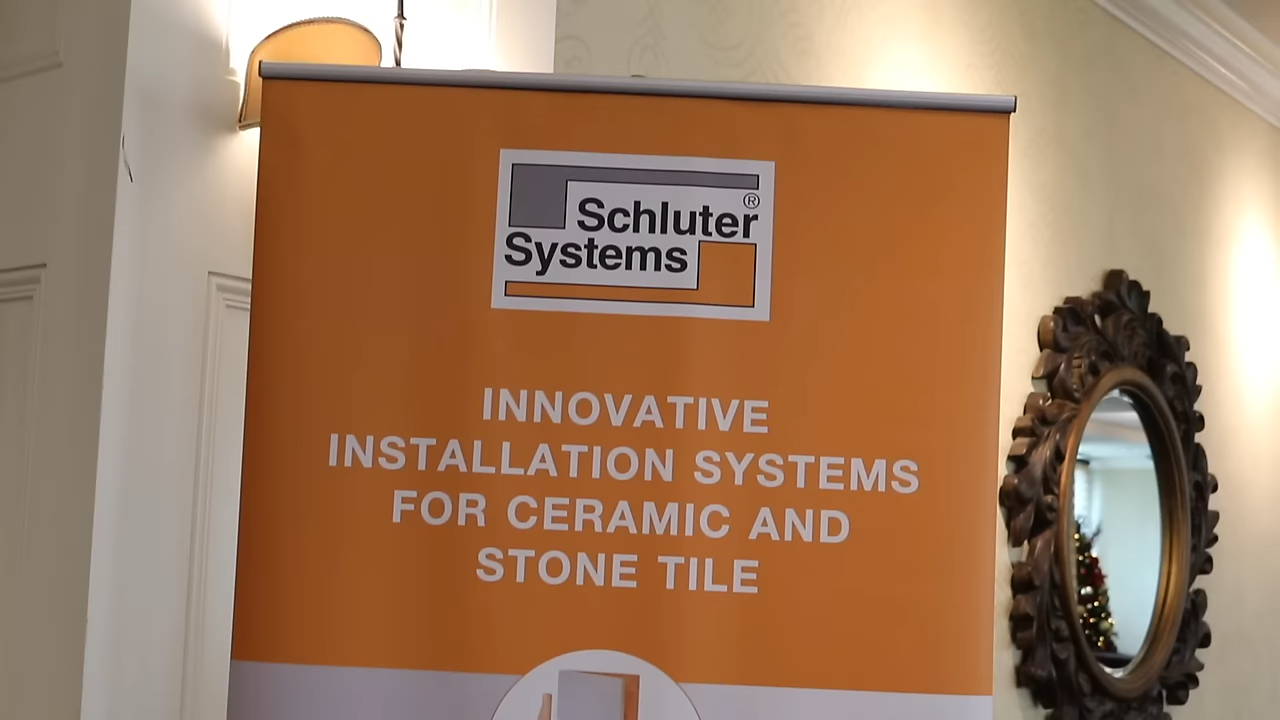 Schluter®
Systems
INNOVATIVE
INSTALLATION SYSTEMS
FOR CERAMIC AND
STONE TILE